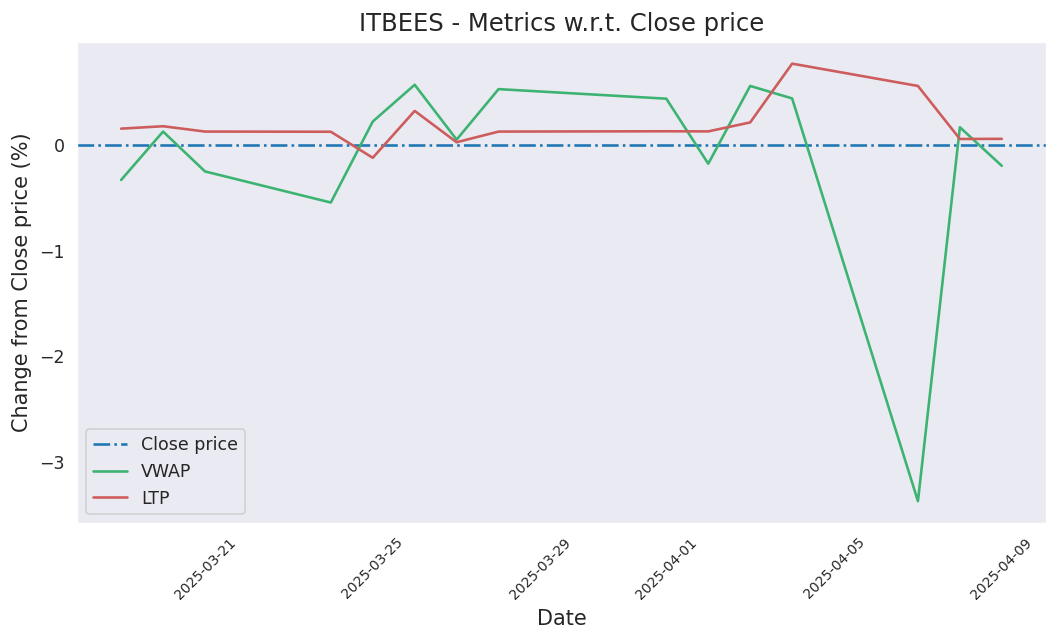 ITBEES - Metrics w.r.t. Close price
Change from Close price (%)
0
−1
−2
−3
Close price
VWAP
LTP
2025-03-21
2025-03-25
2025-03-29
2025-04-01
2025-04-05
2025-04-09
Date